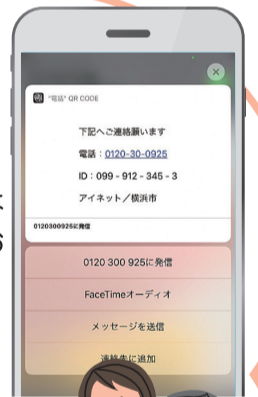 "電話" QR CODE
下記へご連絡願います
電話：0120-30-0925
ID：099 - 912 - 345 - 3
アイネット／横浜市
0120300925に発信
0120 300 925に発信
FaceTimeオーディオ
メッセージを送信
連絡先に追加